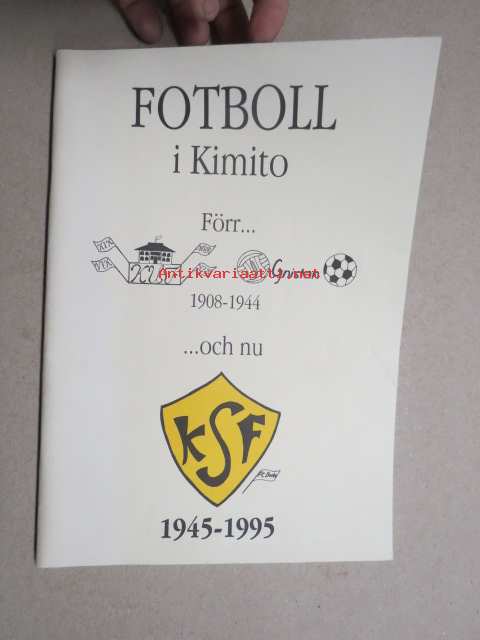 FOTBOLL
i Kimito
Förr...
Antikvariaatti.net
1908-1944
...och nu
KSF
1945-1995